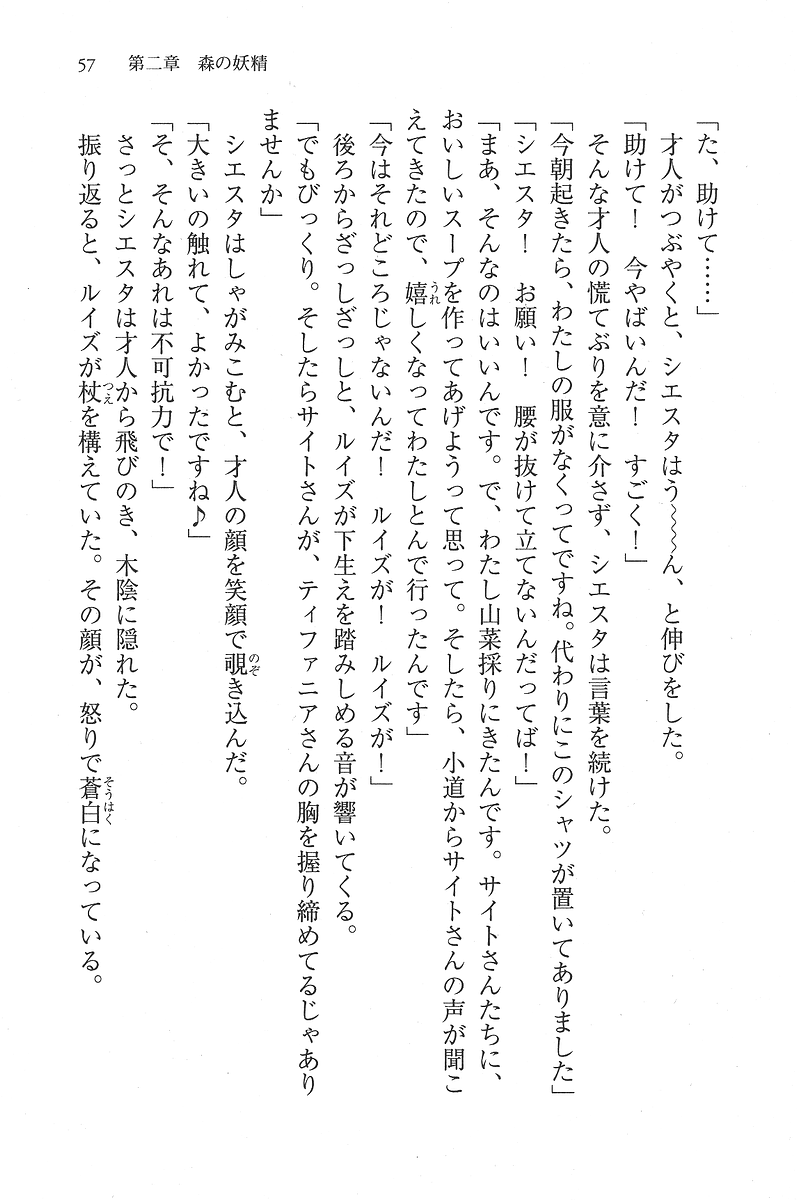 57　第二章　森の妖精
「た、助けて……」
　才人がつぶやくと、シエスタはう～～～ん、と伸びをした。
「助けて！　今やばいんだ！　すごく！」
　そんな才人の慌てぶりを意に介さず、シエスタは言葉を続けた。
「今朝起きたら、わたしの服がなくってですね。代わりにこのシャツが置いてありました」
「シエスタ！　お願い！　腰が抜けて立てないんだってば！」
「まあ、そんなのはいいんです。で、わたし山菜採りにきたんです。サイトさんたちに、
おいしいスープを作ってあげようって思って。そしたら、小道からサイトさんの声が聞こ
えてきたので、嬉しくなってわたしとんで行ったんです」
「今はそれどころじゃないんだ！　ルイズが！　ルイズが！」
　後ろからざっしざっしと、ルイズが下生えを踏みしめる音が響いてくる。
「でもびっくり。そしたらサイトさんが、ティファニアさんの胸を握り締めてるじゃあり
ませんか」
　シエスタはしゃがみこむと、才人の顔を笑顔で覗き込んだ。
「大きいの触れて、よかったですね♪」
「そ、そんなあれは不可抗力で！」
　さっとシエスタは才人から飛びのき、木陰に隠れた。
　振り返ると、ルイズが杖を構えていた。その顔が、怒りで蒼白になっている。